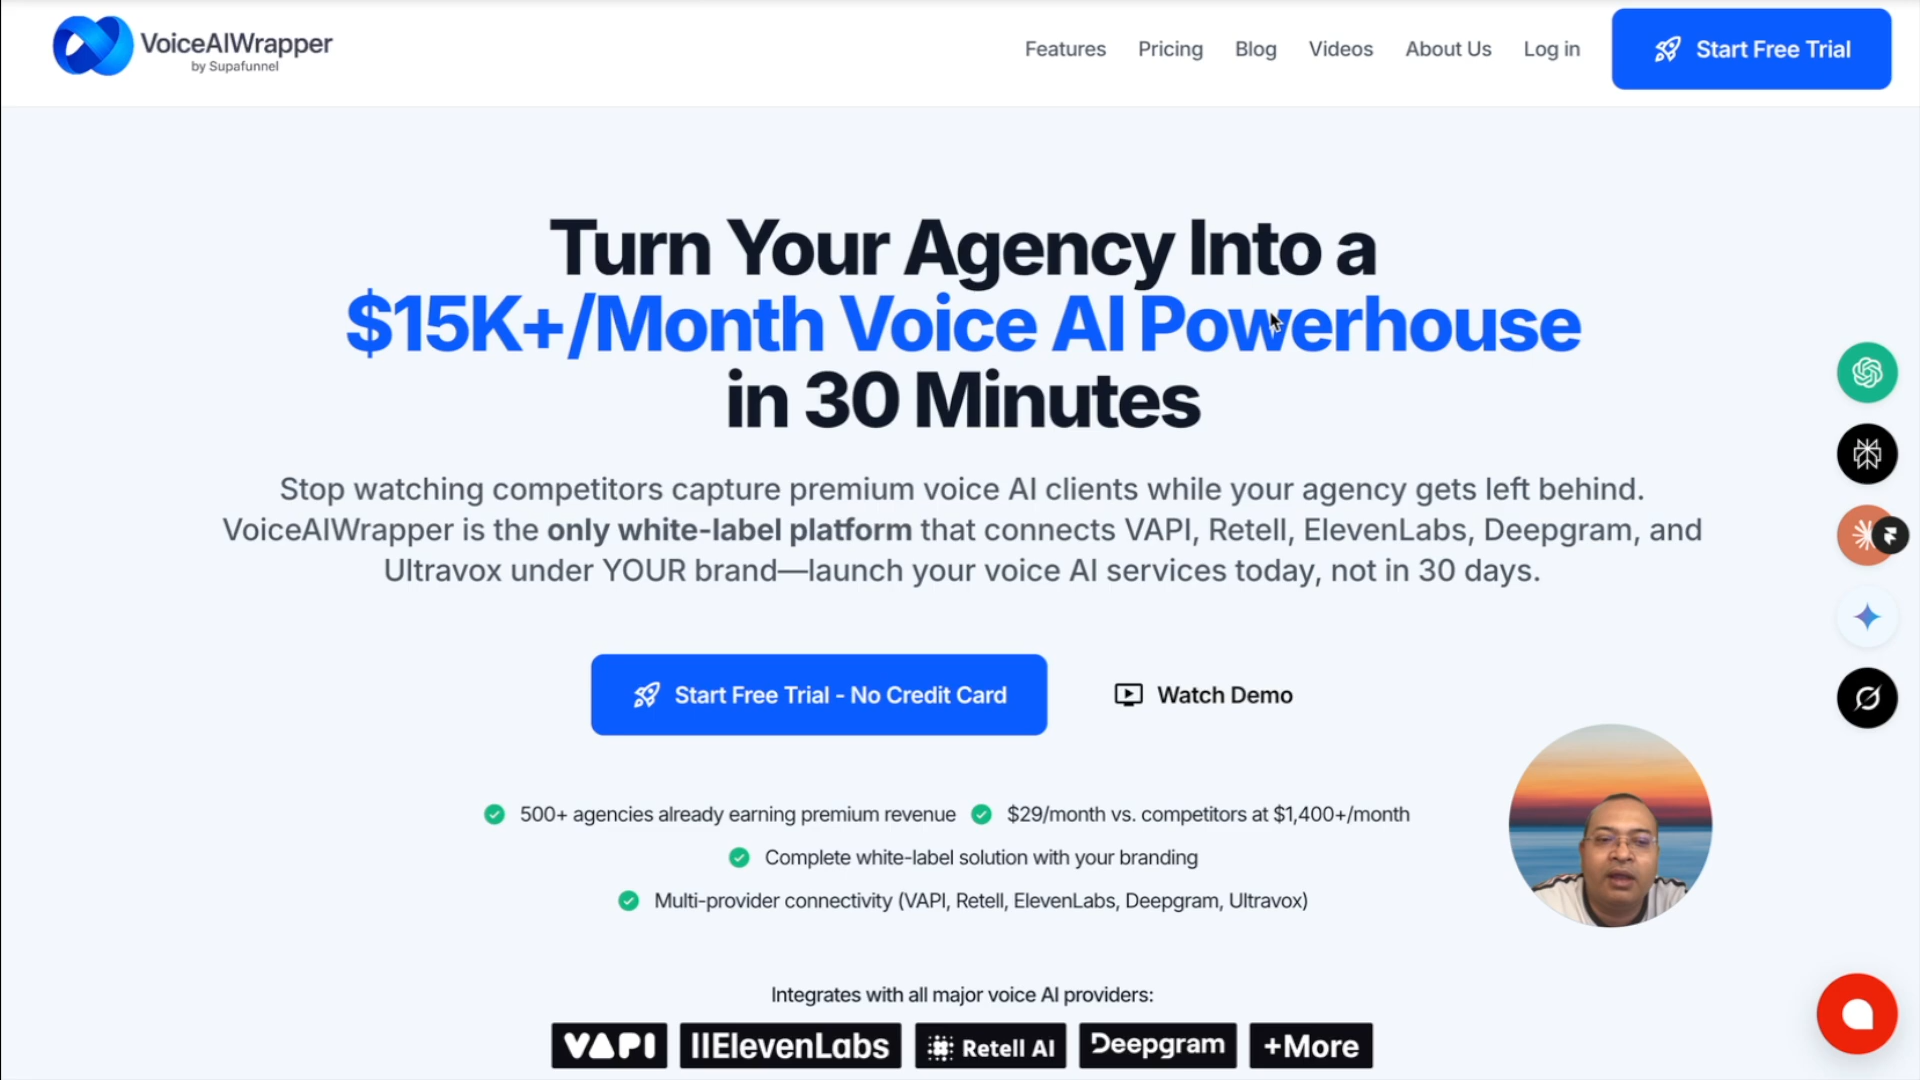 VoiceAIWrapper
by Supafunnel
Features
Pricing
Blog
Videos
About Us
Log in
Start Free Trial
Turn Your Agency Into a
$15K+/Month Voice AI Powerhouse
in 30 Minutes
Stop watching competitors capture premium voice AI clients while your agency gets left behind.
VoiceAIWrapper is the only white-label platform that connects VAPI, Retell, ElevenLabs, Deepgram, and
Ultravox under YOUR brand—launch your voice AI services today, not in 30 days.
Start Free Trial - No Credit Card
Watch Demo
500+ agencies already earning premium revenue
$29/month vs. competitors at $1,400+/month
Complete white-label solution with your branding
Multi-provider connectivity (VAPI, Retell, ElevenLabs, Deepgram, Ultravox)
Integrates with all major voice AI providers:
VAPI
IIElevenLabs
Retell AI
Deepgram
+More